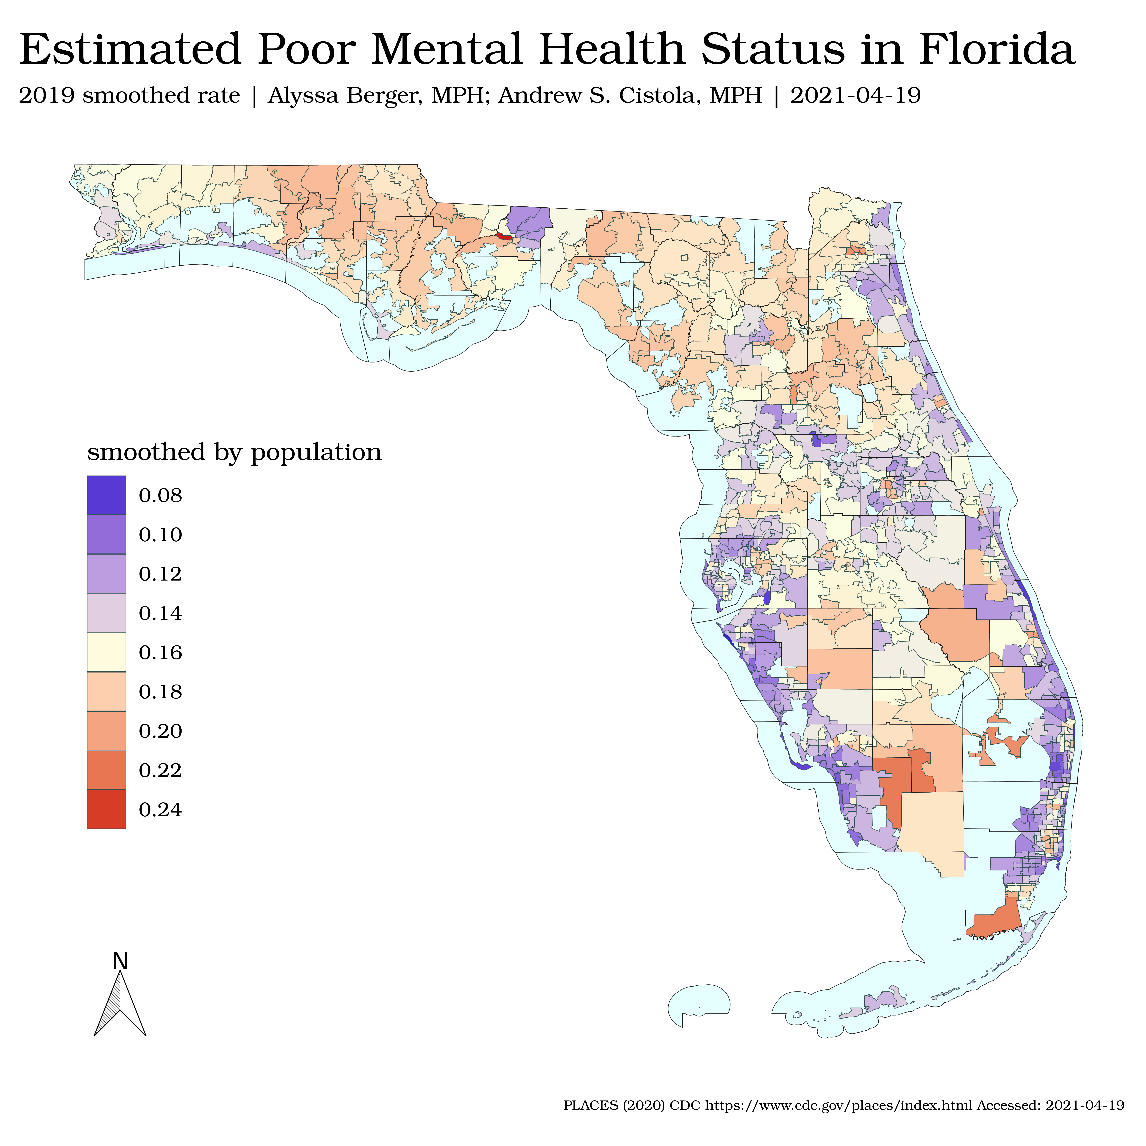 Estimated Poor Mental Health Status in Florida
2019 smoothed rate | Alyssa Berger, MPH; Andrew S. Cistola, MPH | 2021-04-19
smoothed by population
0.08
0.10
0.12
0.14
0.16
0.18
0.20
0.22
0.24
N
PLACES (2020) CDC https://www.cdc.gov/places/index.html Accessed: 2021-04-19